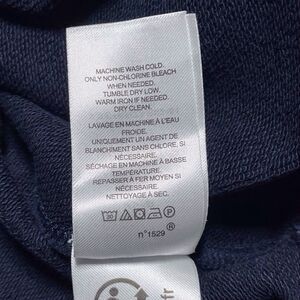 MACHINE WASH COLD.
ONLY NON-CHLORINE BLEACH
WHEN NEEDED.
TUMBLE DRY LOW.
WARM IRON IF NEEDED.
DRY CLEAN.
LAVAGE EN MACHINE À L'EAU
FROIDE.
UNIQUEMENT UN AGENT DE
BLANCHIMENT SANS CHLORE, SI
NÉCESSAIRE.
SÉCHAGE EN MACHINE À BASSE
TEMPÉRATURE.
REPASSER À FER MOYEN SI
NÉCESSAIRE.
NETTOYAGE À SEC.
n°1529 ®
fr